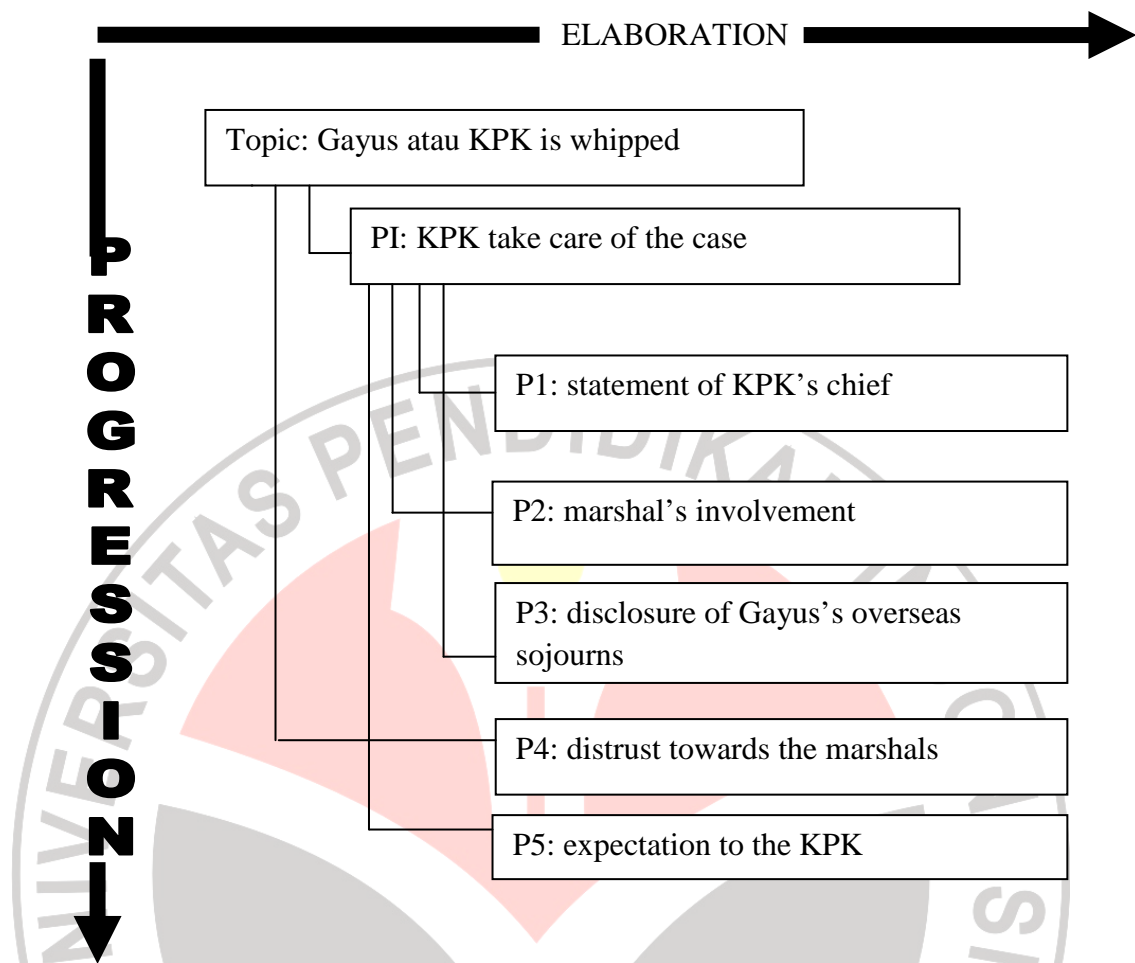 ELABORATION
Topic: Gayus atau KPK is whipped
PI: KPK take care of the case
PROGRESSION
P1: statement of KPK’s chief
P2: marshal’s involvement
P3: disclosure of Gayus’s overseas
sojourns
P4: distrust towards the marshals
P5: expectation to the KPK